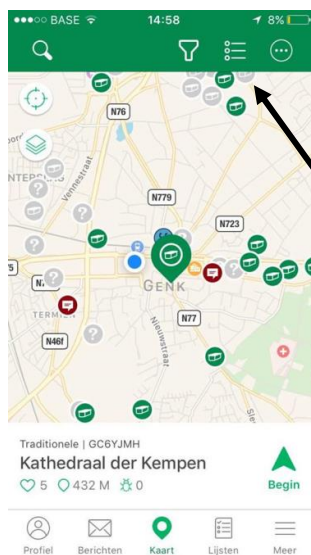 ●●●○○ BASE 14:58 8%
N76
N779
N723
GENK
N77
Nieuwstraat
N46f
Traditionele | GC6YJMH
Kathedraal der Kempen
5 432 M 0
Begin
Profiel Berichten Kaart Lijsten Meer